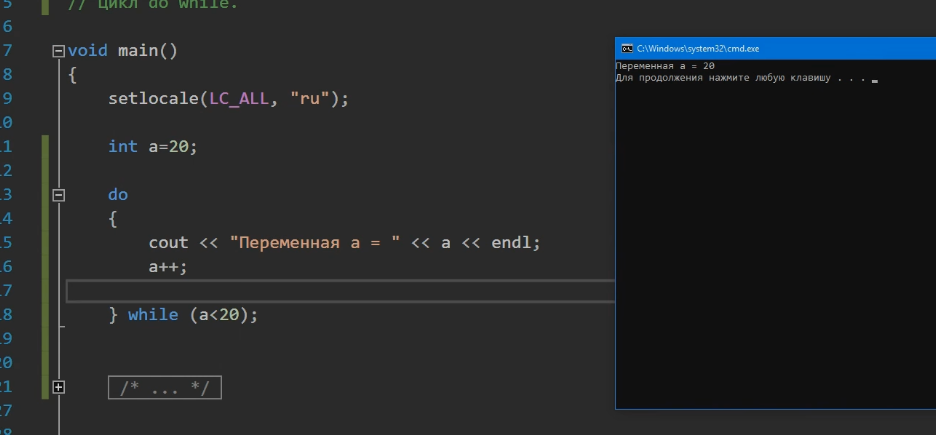 5 // Цикл do while.
6
7 void main()
8 {
9 setlocale(LC_ALL, "ru");
10
11 int a=20;
12
13 do
14 {
15 cout << "Переменная a = " << a << endl;
16 a++;
17
18 } while (a<20);
19
20
21 /* ... */
27
28
C:\Windows\system32\cmd.exe
Переменная a = 20
Для продолжения нажмите любую клавишу . . .